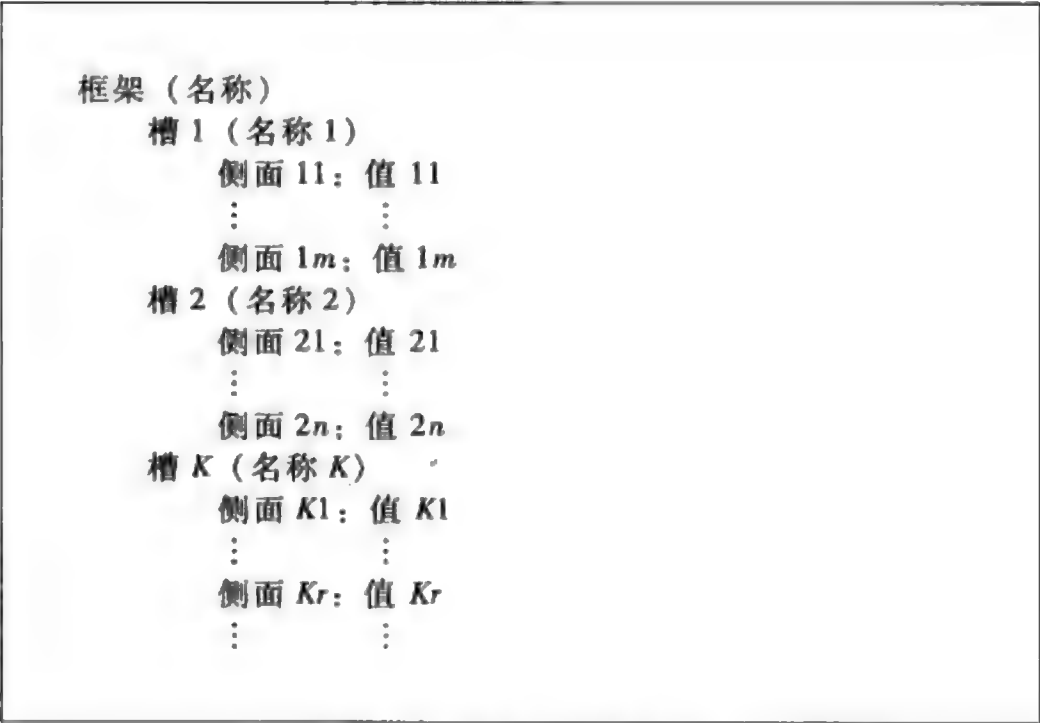 框架（名称）
槽 1（名称 1）
侧面 11：值 11
⋮ ⋮
侧面 1m：值 1m
槽 2（名称 2）
侧面 21：值 21
⋮ ⋮
侧面 2n：值 2n
槽 K（名称 K）
侧面 K1：值 K1
⋮ ⋮
侧面 Kr：值 Kr
⋮ ⋮